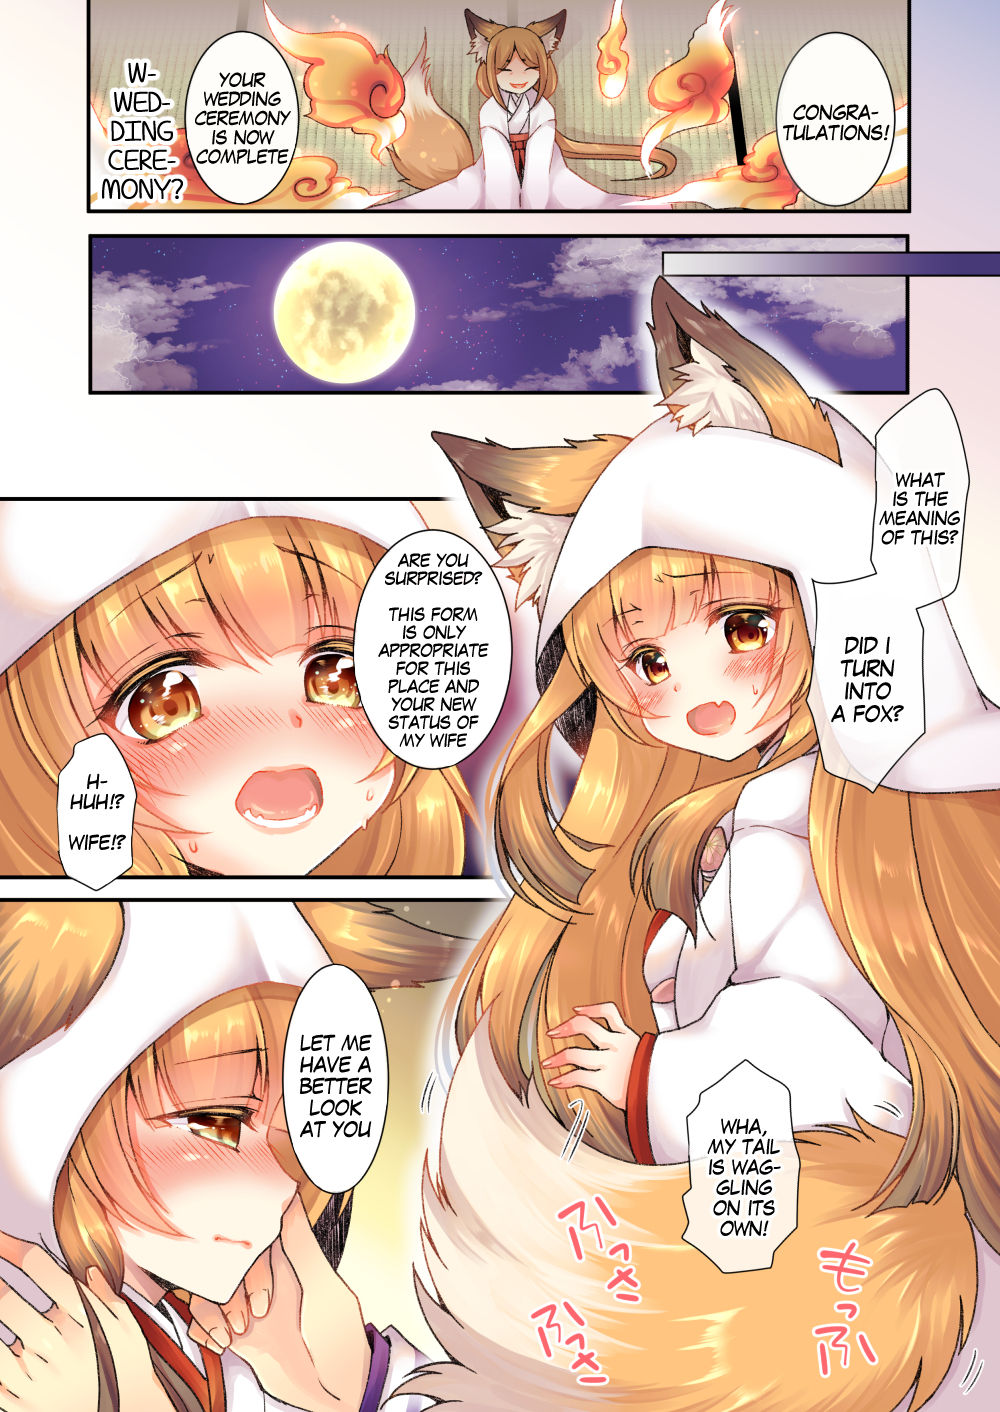 CONGRA-
TULATIONS!
YOUR
WEDDING
CEREMONY
IS NOW
COMPLETE
W-
WED-
DING
CERE-
MONY?
WHAT
IS THE
MEANING
OF THIS?
DID I
TURN
INTO
A FOX?
ARE YOU
SURPRISED?
THIS FORM
IS ONLY
APPROPRIATE
FOR THIS
PLACE AND
YOUR NEW
STATUS OF
MY WIFE
H-
HUH!?
WIFE!?
WHA,
MY TAIL
IS WAG-
GLING
ON ITS
OWN!
もっふ
ふっさ
ふっさ
LET ME
HAVE A
BETTER
LOOK
AT YOU